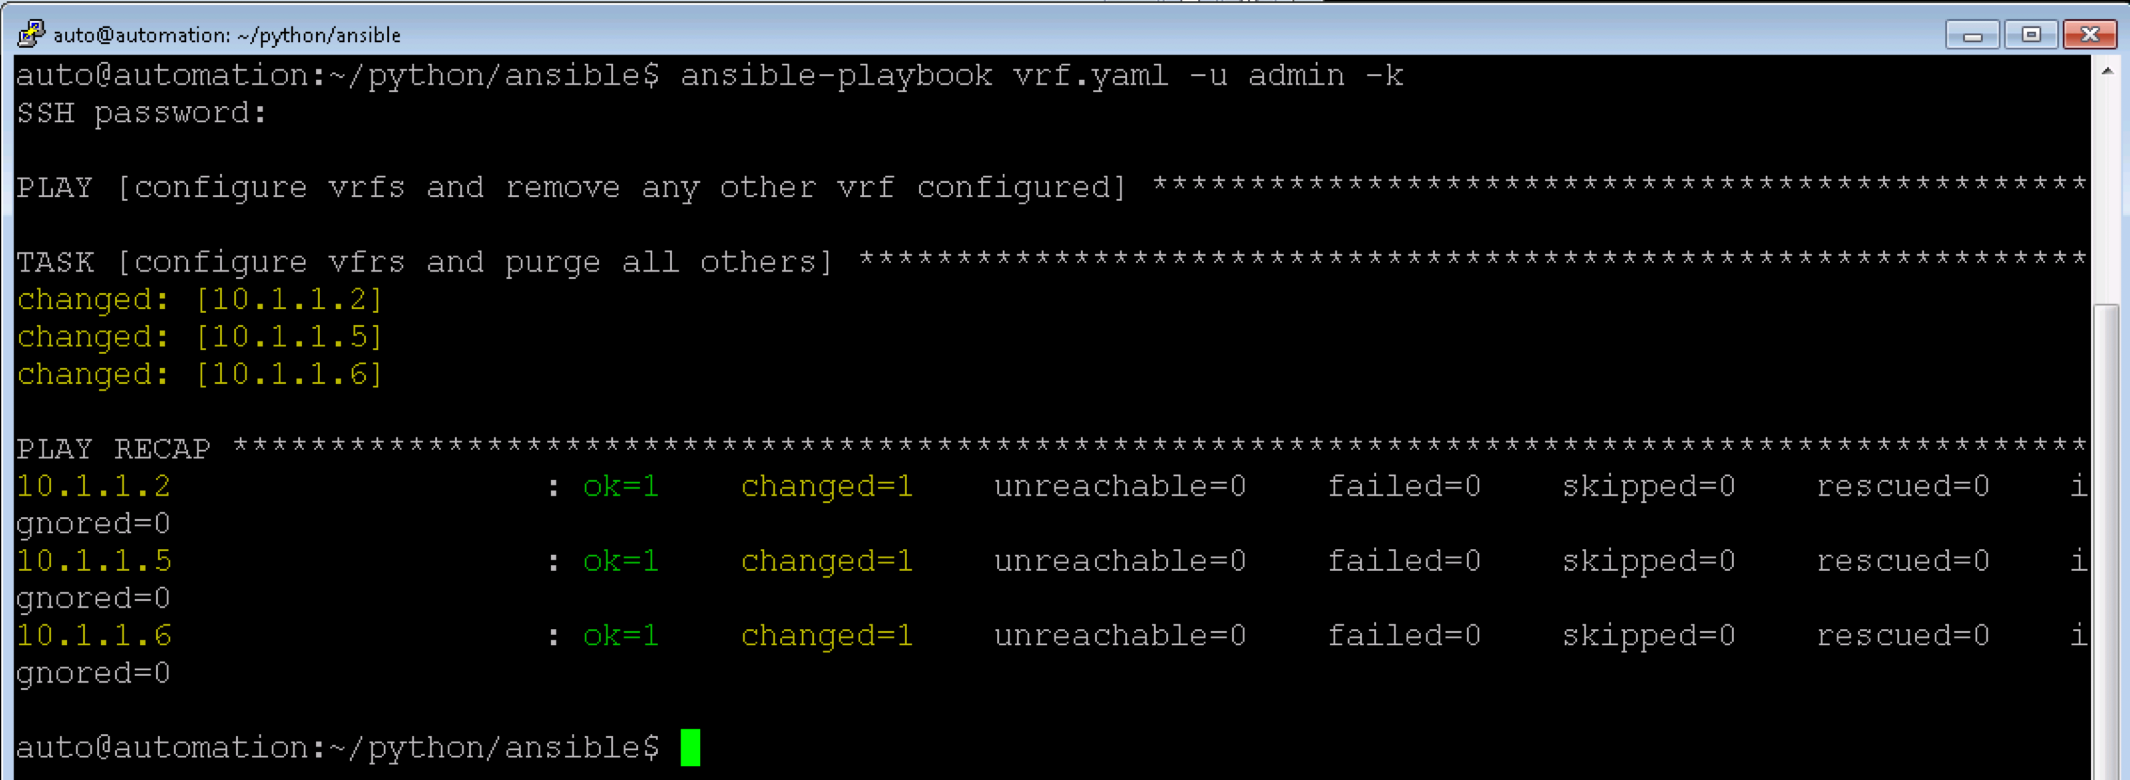 auto@automation: ~/python/ansible
auto@automation:~/python/ansible$ ansible-playbook vrf.yaml -u admin -k
SSH password:
PLAY [configure vrfs and remove any other vrf configured] ************************************************
TASK [configure vfrs and purge all others] ***************************************************************
changed: [10.1.1.2]
changed: [10.1.1.5]
changed: [10.1.1.6]
PLAY RECAP ***********************************************************************************************
10.1.1.2                   : ok=1    changed=1    unreachable=0    failed=0    skipped=0    rescued=0    i
gnored=0
10.1.1.5                   : ok=1    changed=1    unreachable=0    failed=0    skipped=0    rescued=0    i
gnored=0
10.1.1.6                   : ok=1    changed=1    unreachable=0    failed=0    skipped=0    rescued=0    i
gnored=0
auto@automation:~/python/ansible$